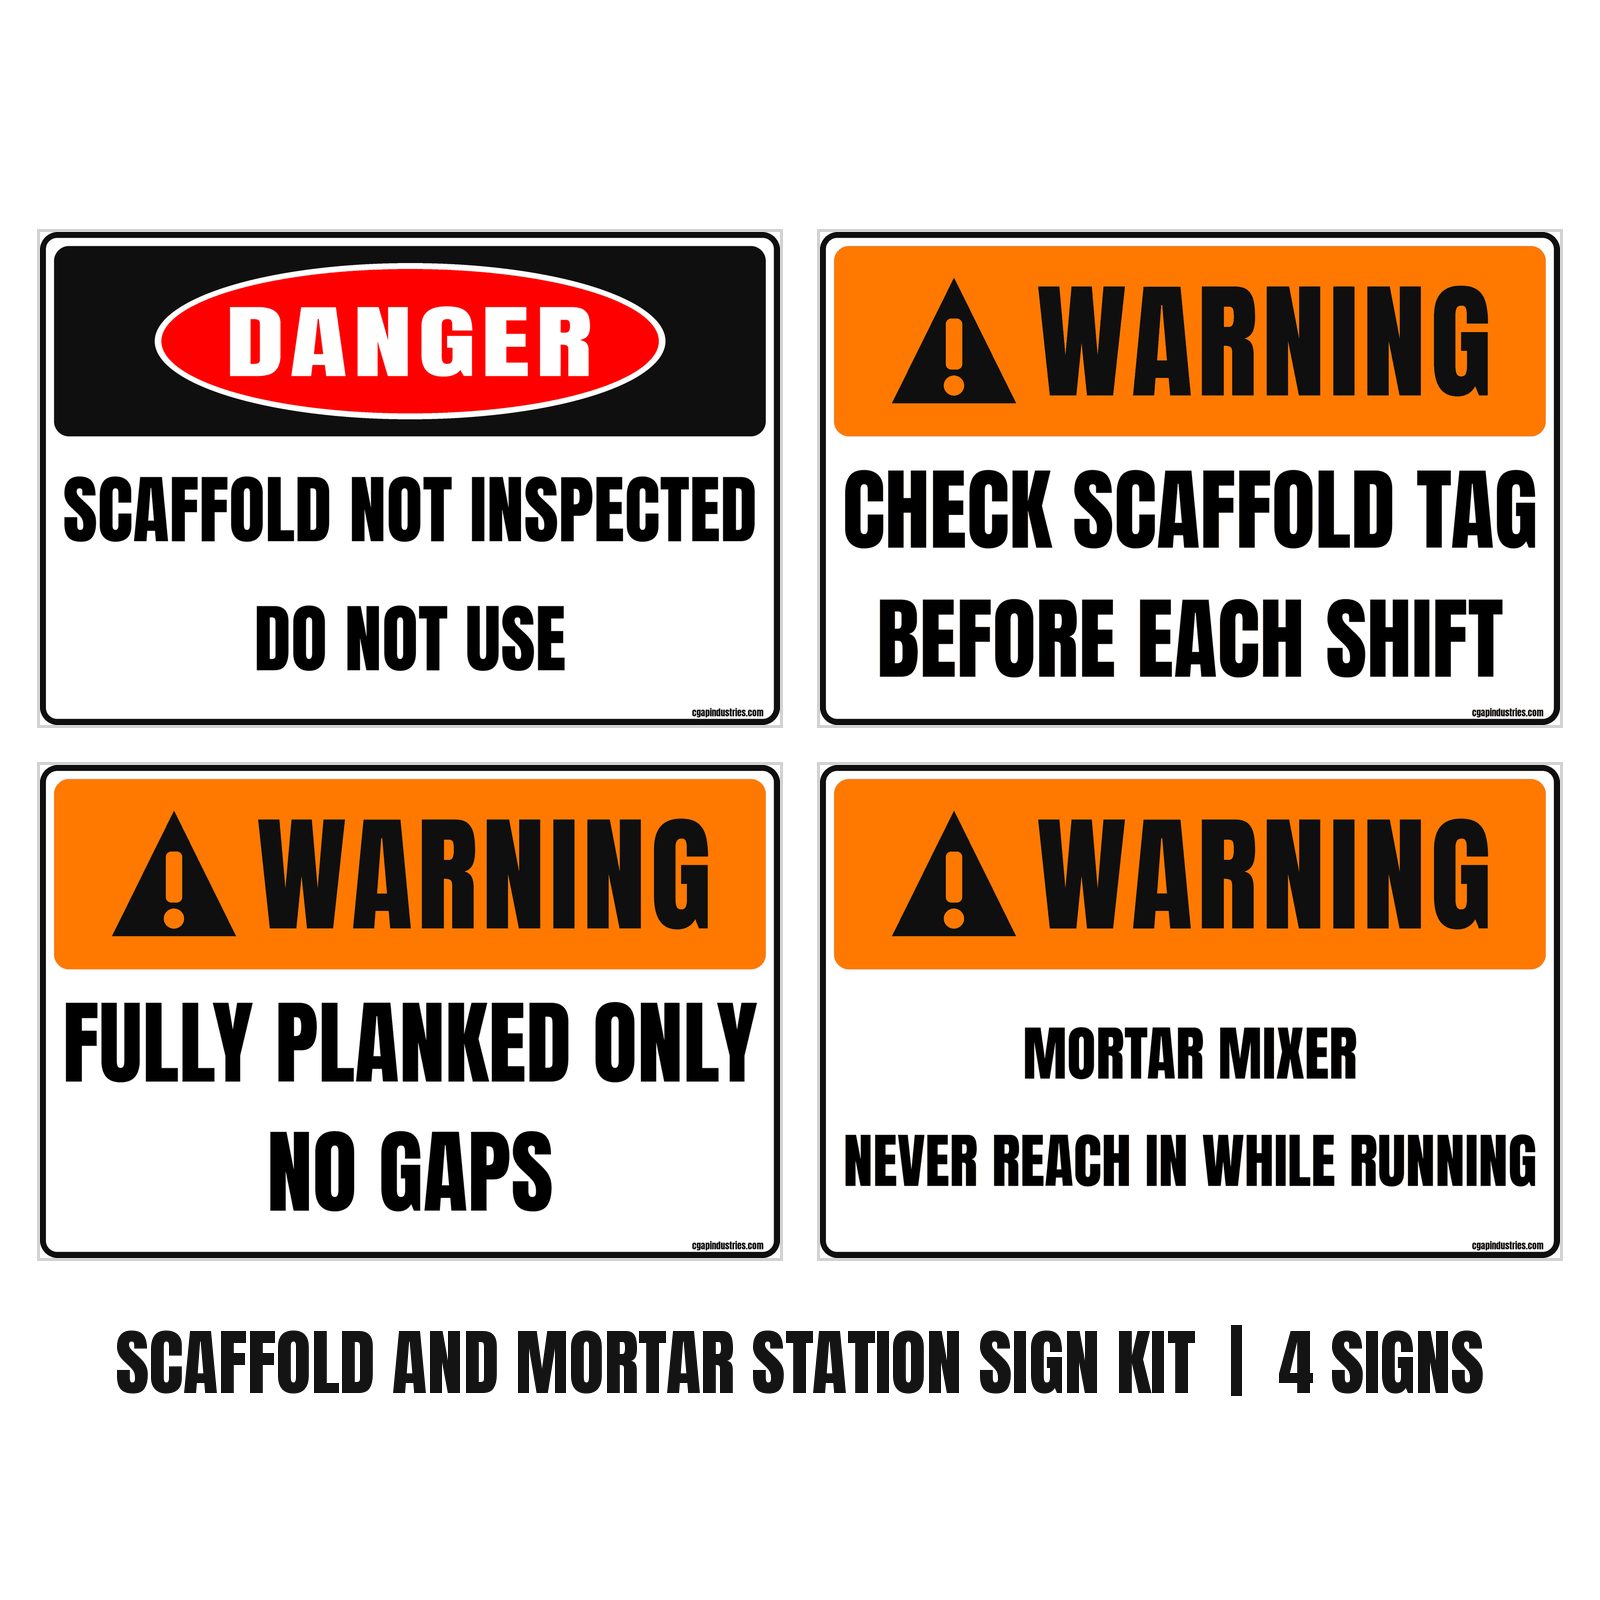 DANGER
SCAFFOLD NOT INSPECTED
DO NOT USE
cgapindustries.com
WARNING
CHECK SCAFFOLD TAG
BEFORE EACH SHIFT
cgapindustries.com
WARNING
FULLY PLANKED ONLY
NO GAPS
cgapindustries.com
WARNING
MORTAR MIXER
NEVER REACH IN WHILE RUNNING
cgapindustries.com
SCAFFOLD AND MORTAR STATION SIGN KIT | 4 SIGNS